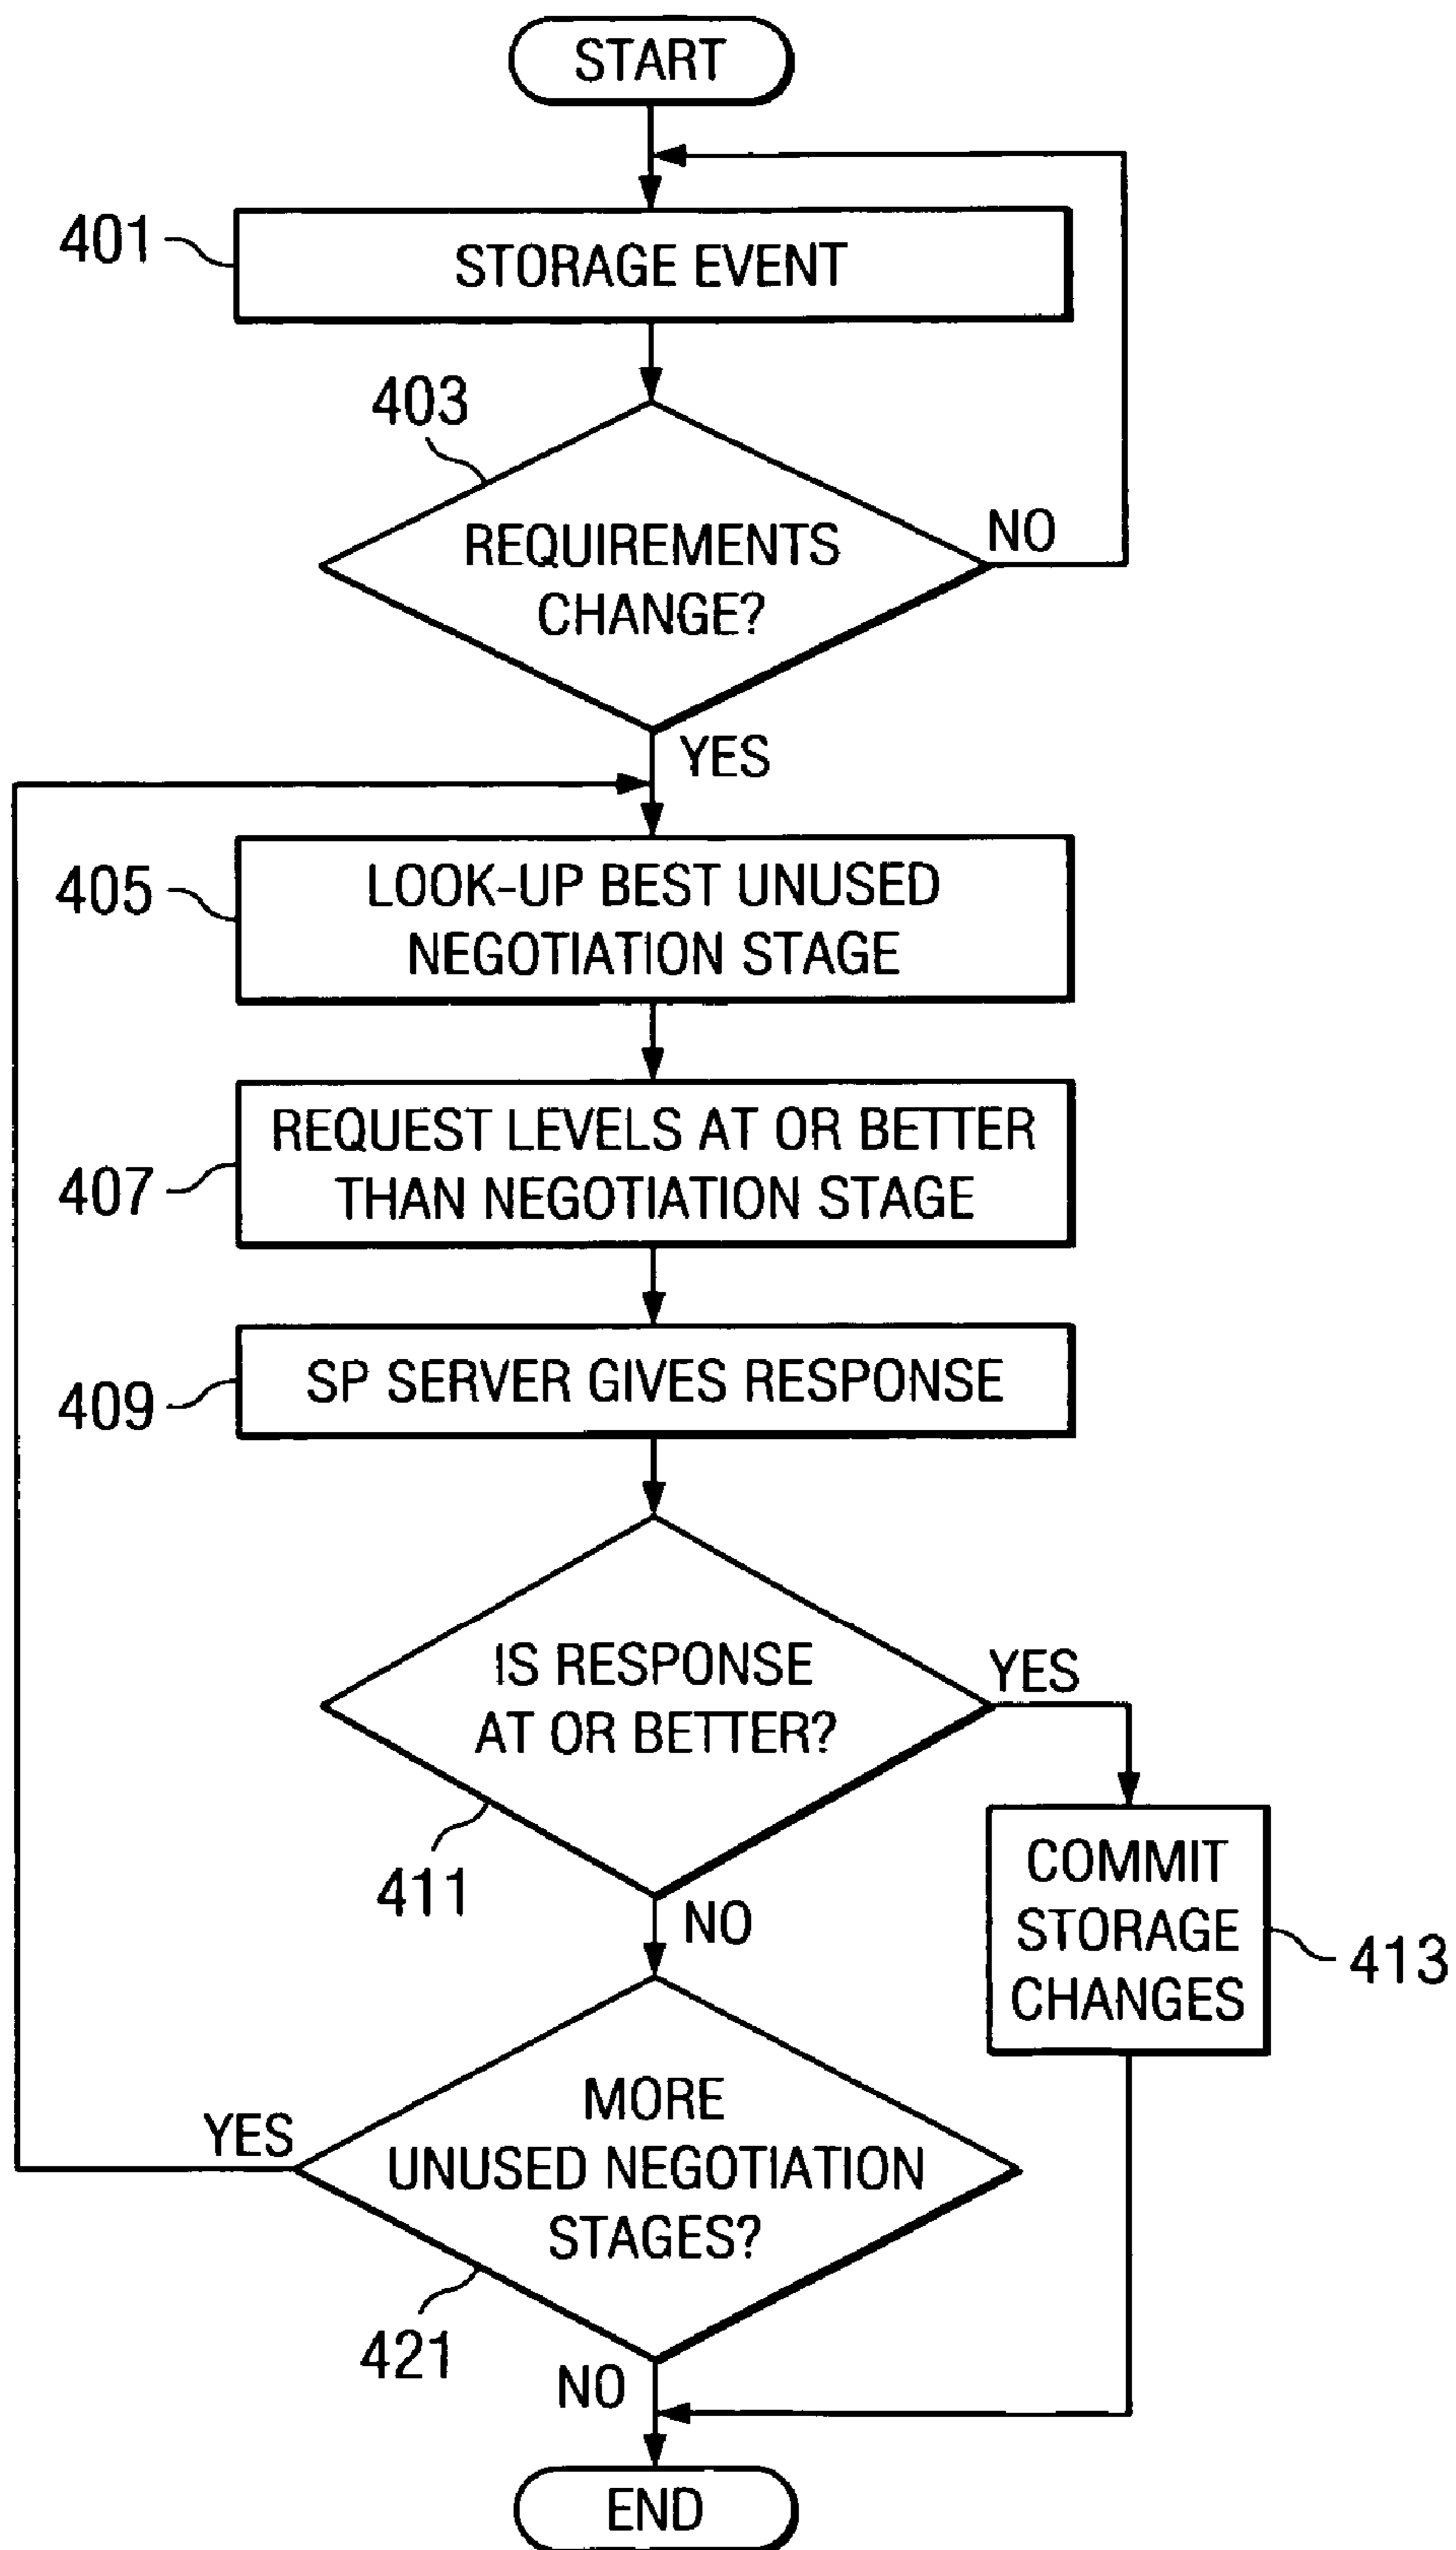 START
401
STORAGE EVENT
403
REQUIREMENTS
CHANGE?
NO
YES
405
LOOK-UP BEST UNUSED
NEGOTIATION STAGE
407
REQUEST LEVELS AT OR BETTER
THAN NEGOTIATION STAGE
409
SP SERVER GIVES RESPONSE
IS RESPONSE
AT OR BETTER?
YES
411
NO
COMMIT
STORAGE
CHANGES
413
MORE
UNUSED NEGOTIATION
STAGES?
YES
421
NO
END